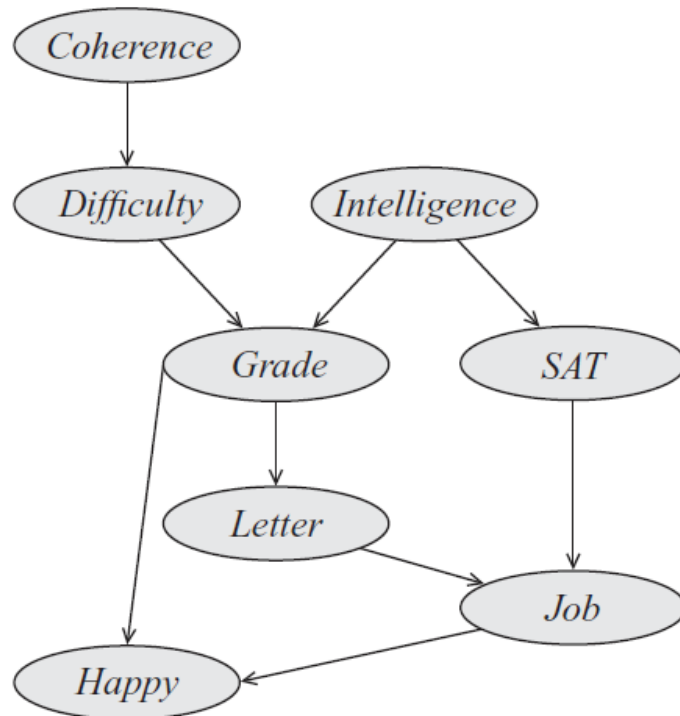 Coherence
Difficulty
Intelligence
Grade
SAT
Letter
Job
Happy